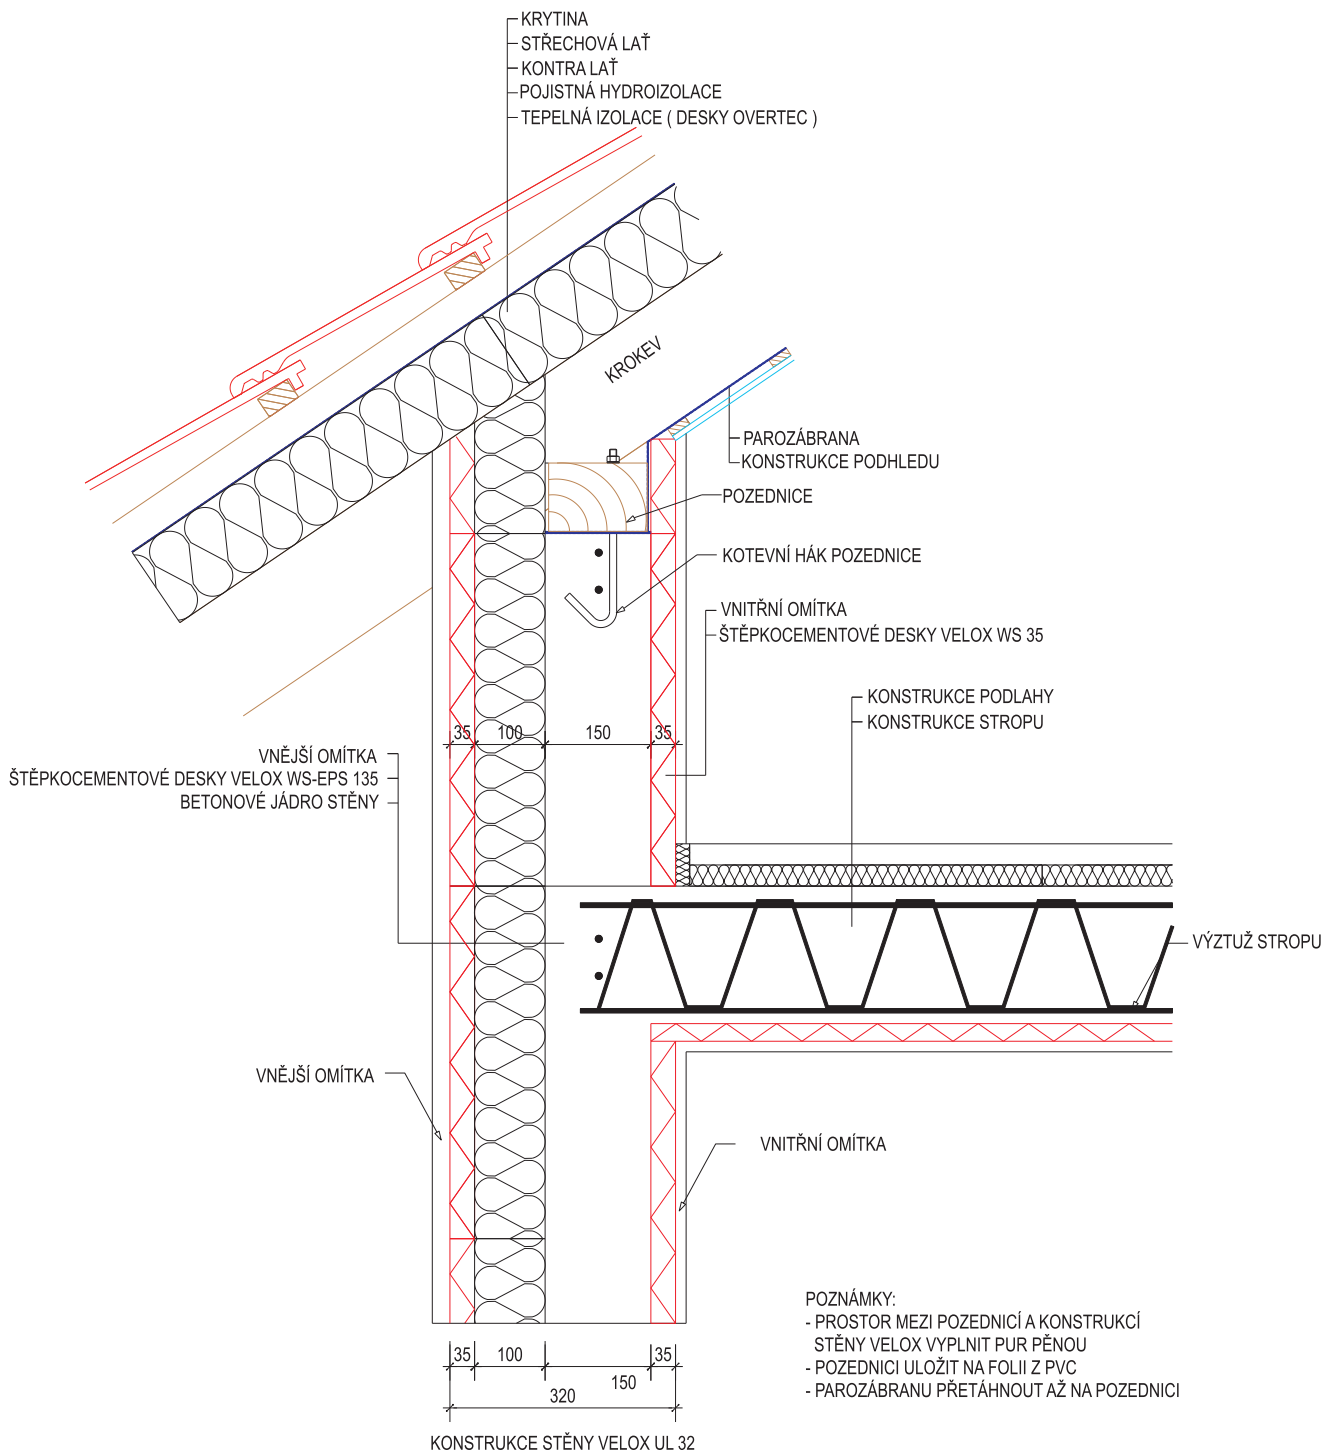 KRYTINA
STŘECHOVÁ LAŤ
KONTRA LAŤ
POJISTNÁ HYDROIZOLACE
TEPELNÁ IZOLACE ( DESKY OVERTEC )
KROKEV
PAROZÁBRANA
KONSTRUKCE PODHLEDU
POZEDNICE
KOTEVNÍ HÁK POZEDNICE
VNITŘNÍ OMÍTKA
ŠTĚPKOCEMENTOVÉ DESKY VELOX WS 35
KONSTRUKCE PODLAHY
KONSTRUKCE STROPU
35 100 150 35
VNĚJŠÍ OMÍTKA
ŠTĚPKOCEMENTOVÉ DESKY VELOX WS-EPS 135
BETONOVÉ JÁDRO STĚNY
VÝZTUŽ STROPU
VNĚJŠÍ OMÍTKA
VNITŘNÍ OMÍTKA
POZNÁMKY:
- PROSTOR MEZI POZEDNICÍ A KONSTRUKCÍ
STĚNY VELOX VYPLNIT PUR PĚNOU
- POZEDNICI ULOŽIT NA FOLII Z PVC
- PAROZÁBRANU PŘETÁHNOUT AŽ NA POZEDNICI
35 100 150 35
320
KONSTRUKCE STĚNY VELOX UL 32